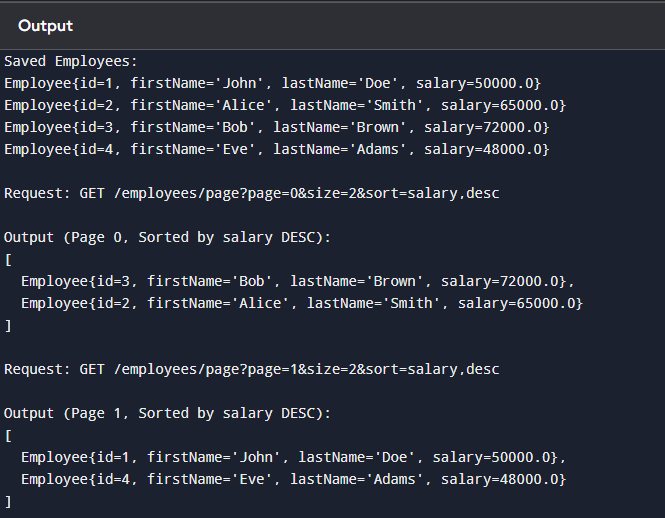 Output
Saved Employees:
Employee{id=1, firstName='John', lastName='Doe', salary=50000.0}
Employee{id=2, firstName='Alice', lastName='Smith', salary=65000.0}
Employee{id=3, firstName='Bob', lastName='Brown', salary=72000.0}
Employee{id=4, firstName='Eve', lastName='Adams', salary=48000.0}
Request: GET /employees/page?page=0&size=2&sort=salary,desc
Output (Page 0, Sorted by salary DESC):
[
  Employee{id=3, firstName='Bob', lastName='Brown', salary=72000.0},
  Employee{id=2, firstName='Alice', lastName='Smith', salary=65000.0}
]
Request: GET /employees/page?page=1&size=2&sort=salary,desc
Output (Page 1, Sorted by salary DESC):
[
  Employee{id=1, firstName='John', lastName='Doe', salary=50000.0},
  Employee{id=4, firstName='Eve', lastName='Adams', salary=48000.0}
]